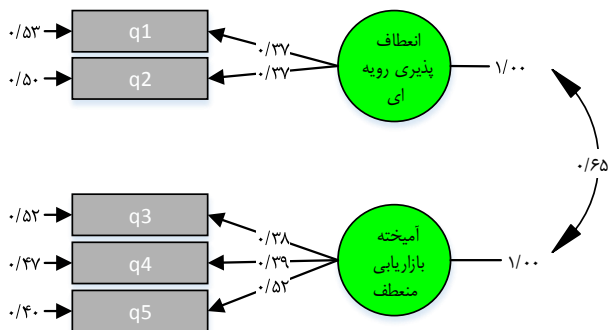 ۰/۵۳
q1
۰/۳۷
انعطاف
پذیری رویه
ای
۱/۰۰
۰/۵۰
q2
۰/۳۷
۰/۶۵
۰/۵۲
q3
۰/۳۸
آمیخته
بازاریابی
منعطف
۱/۰۰
۰/۴۷
q4
۰/۳۹
۰/۴۰
q5
۰/۵۲